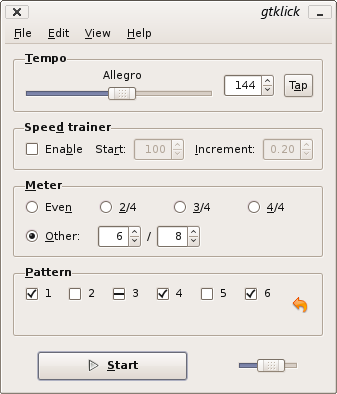 gtklick
File Edit View Help
Tempo
Allegro
144 Tap
Speed trainer
Enable Start: 100 Increment: 0.20
Meter
Even 2/4 3/4 4/4
Other: 6 / 8
Pattern
1 2 3 4 5 6
Start